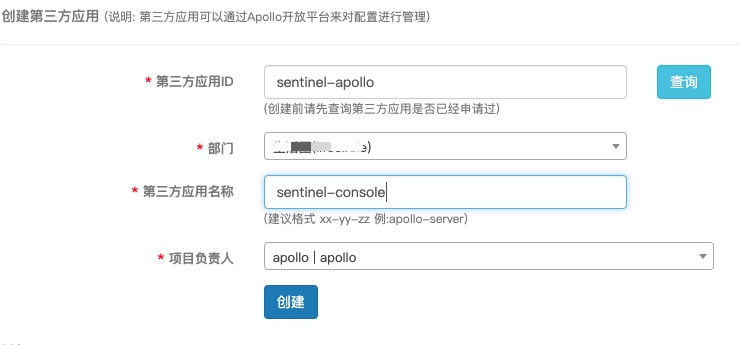 创建第三方应用 (说明: 第三方应用可以通过Apollo开放平台来对配置进行管理)
* 第三方应用ID sentinel-apollo 查询
(创建前请先查询第三方应用是否已经申请过)
* 部门
* 第三方应用名称 sentinel-console
(建议格式 xx-yy-zz 例:apollo-server)
* 项目负责人 apollo | apollo
创建